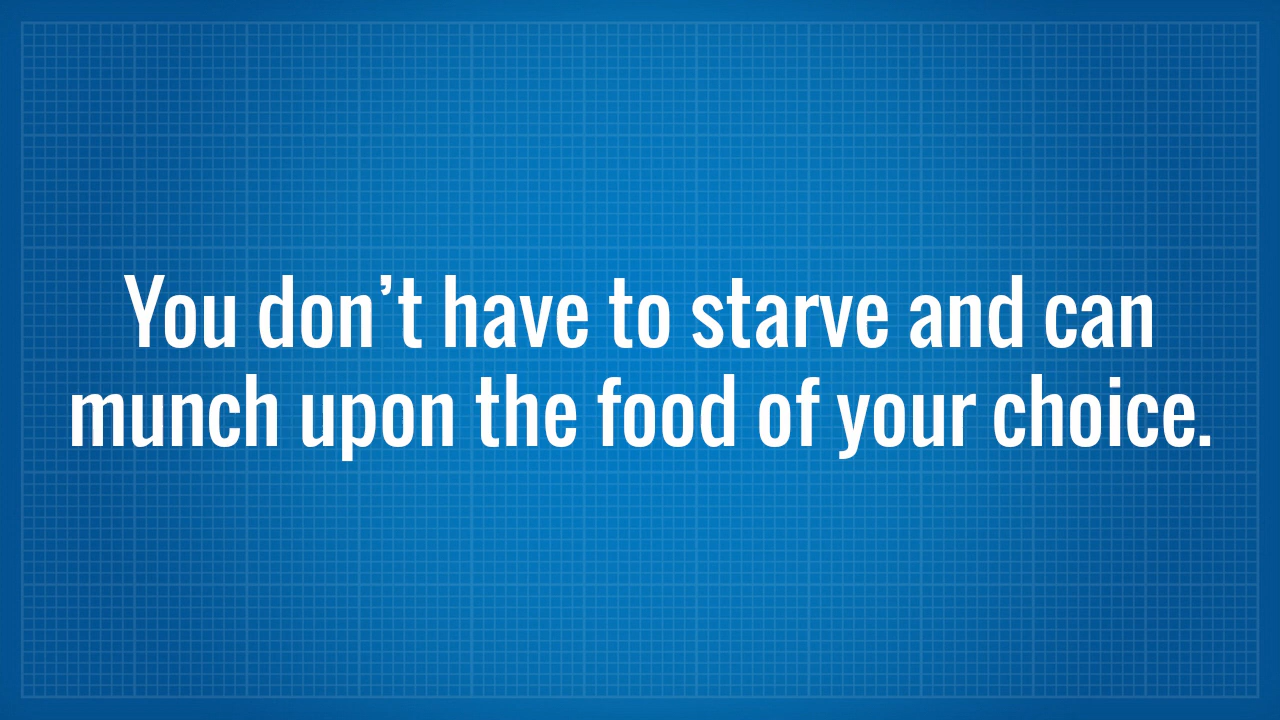 You don’t have to starve and can
munch upon the food of your choice.